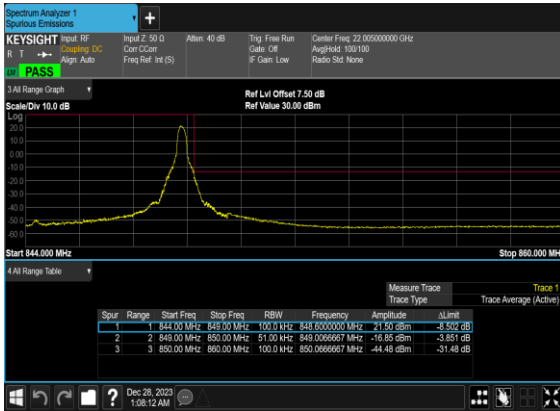 Spectrum Analyzer 1
Spurious Emissions
+
KEYSIGHT Input: RF Input Z: 50 Ω Atten: 40 dB Trig: Free Run Center Freq: 22.005000000 GHz
R T Coupling: DC Corr CCorr Gate: Off Avg|Hold: 100/100
Align: Auto Freq Ref: Int (S) IF Gain: Low Radio Std: None
PASS
3 All Range Graph
Ref Lvl Offset 7.50 dB
Scale/Div 10.0 dB Ref Value 30.00 dBm
Log
20.0
10.0
0.00
-10.0
-20.0
-30.0
-40.0
-50.0
-60.0
Start 844.000 MHz Stop 860.000 MH
4 All Range Table
Measure Trace Trace 1
Trace Type Trace Average (Active)
Spur Range Start Freq Stop Freq RBW Frequency Amplitude ΔLimit
1 1 844.00 MHz 849.00 MHz 100.0 kHz 848.6000000 MHz 21.50 dBm -8.502 dB
2 2 849.00 MHz 850.00 MHz 51.00 kHz 849.0066667 MHz -16.85 dBm -3.851 dB
3 3 850.00 MHz 860.00 MHz 100.0 kHz 850.0666667 MHz -44.48 dBm -31.48 dB
? Dec 28, 2023
1:08:12 AM